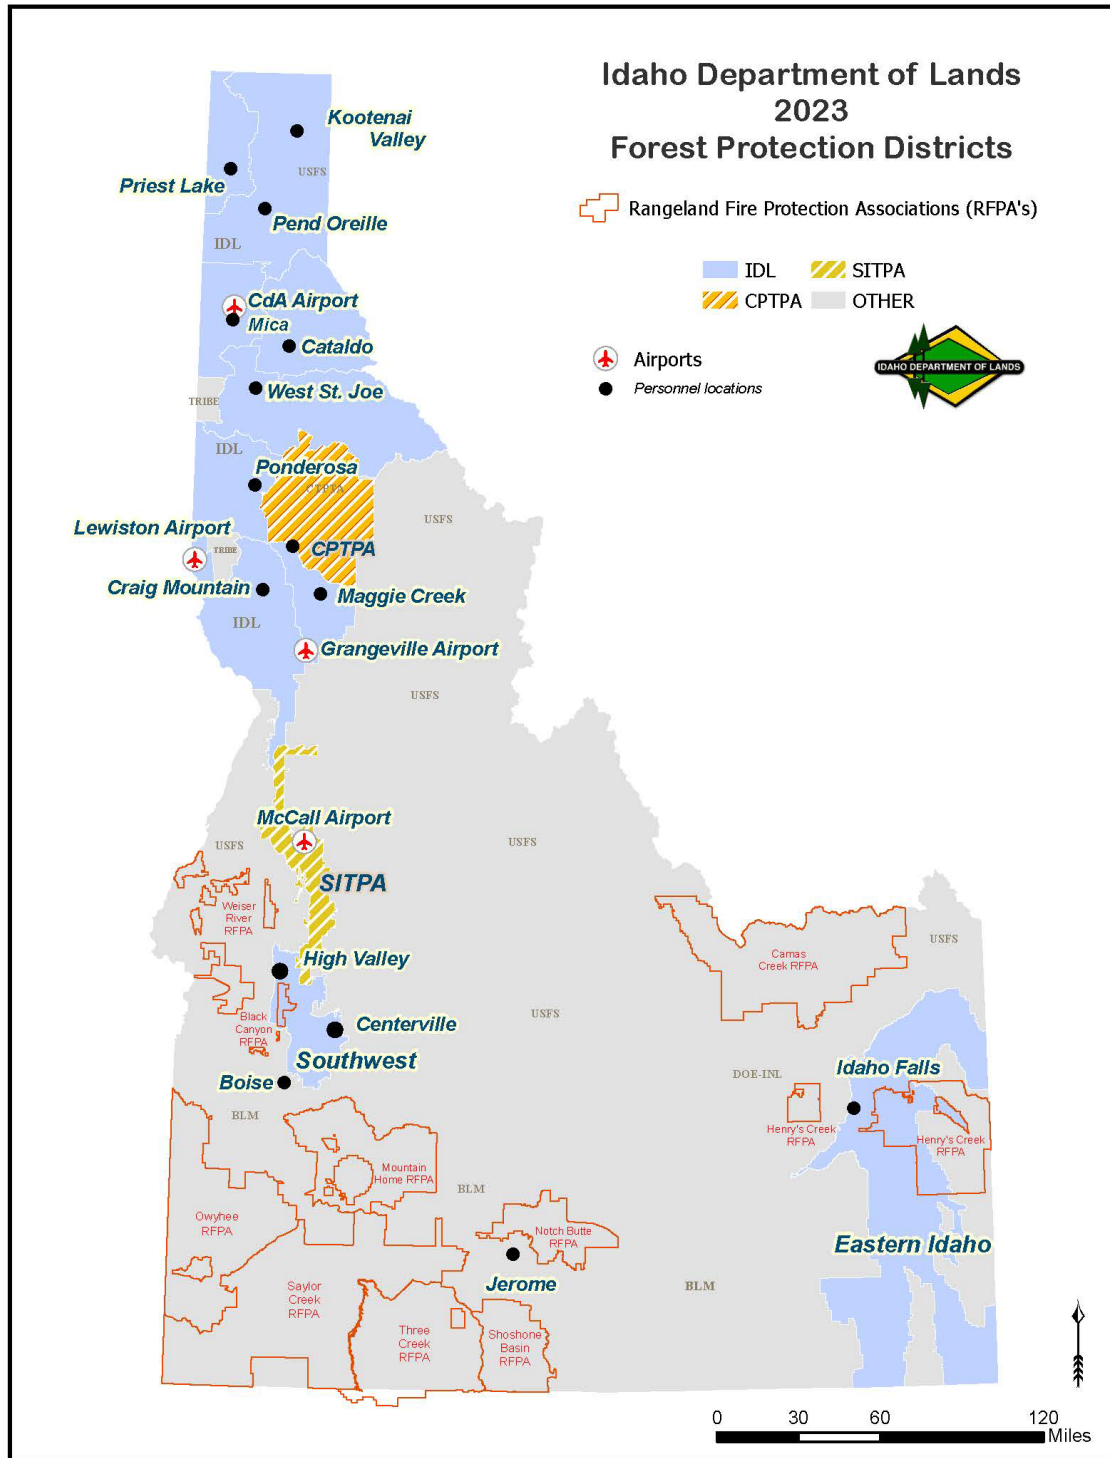 Idaho Department of Lands
2023
Forest Protection Districts
Rangeland Fire Protection Associations (RFPA's)
IDL
SITPA
CPTPA
OTHER
Airports
Personnel locations
IDAHO DEPARTMENT OF LANDS
Kootenai
Valley
USFS
Priest Lake
Pend Oreille
IDL
CdA Airport
Mica
Cataldo
West St. Joe
TRIBE
IDL
Ponderosa
CTPTA
USFS
Lewiston Airport
TRIBE
CPTPA
Craig Mountain
Maggie Creek
IDL
Grangeville Airport
USFS
McCall Airport
USFS
USFS
SITPA
Weiser
River
RFPA
High Valley
Camas
Creek RFPA
USFS
USFS
Black
Canyon
RFPA
Centerville
Southwest
Boise
DOE-INL
Idaho Falls
BLM
Henry's Creek
RFPA
Henry's Creek
RFPA
Mountain
Home RFPA
BLM
Owyhee
RFPA
Notch Butte
RFPA
Eastern Idaho
Jerome
BLM
Saylor
Creek
RFPA
Three
Creek
RFPA
Shoshone
Basin
RFPA
0 30 60 120
Miles